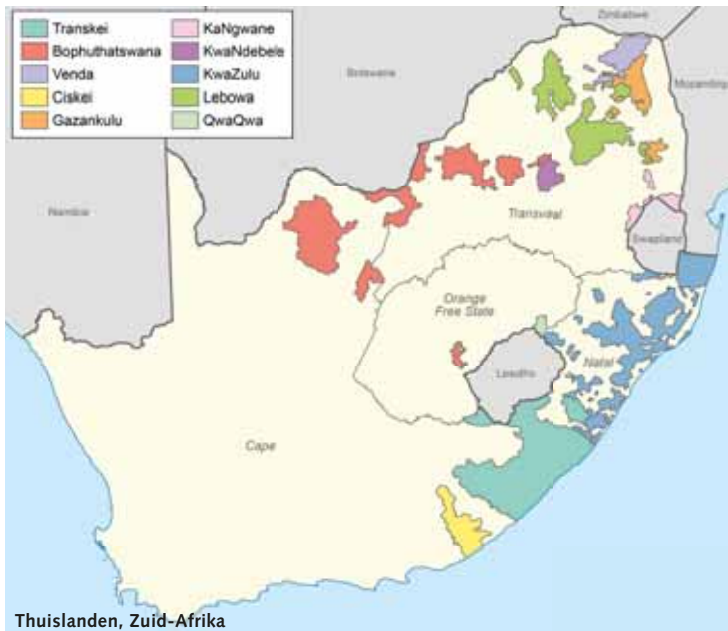 Transkei
Bophuthatswana
Venda
Ciskei
Gazankulu
KaNgwane
KwaNdebele
KwaZulu
Lebowa
QwaQwa
Zimbabwe
Botswana
Mozambiq
Namibia
Transvaal
Swaziland
Orange
Free State
Natal
Lesotho
Cape
Thuislanden, Zuid-Afrika